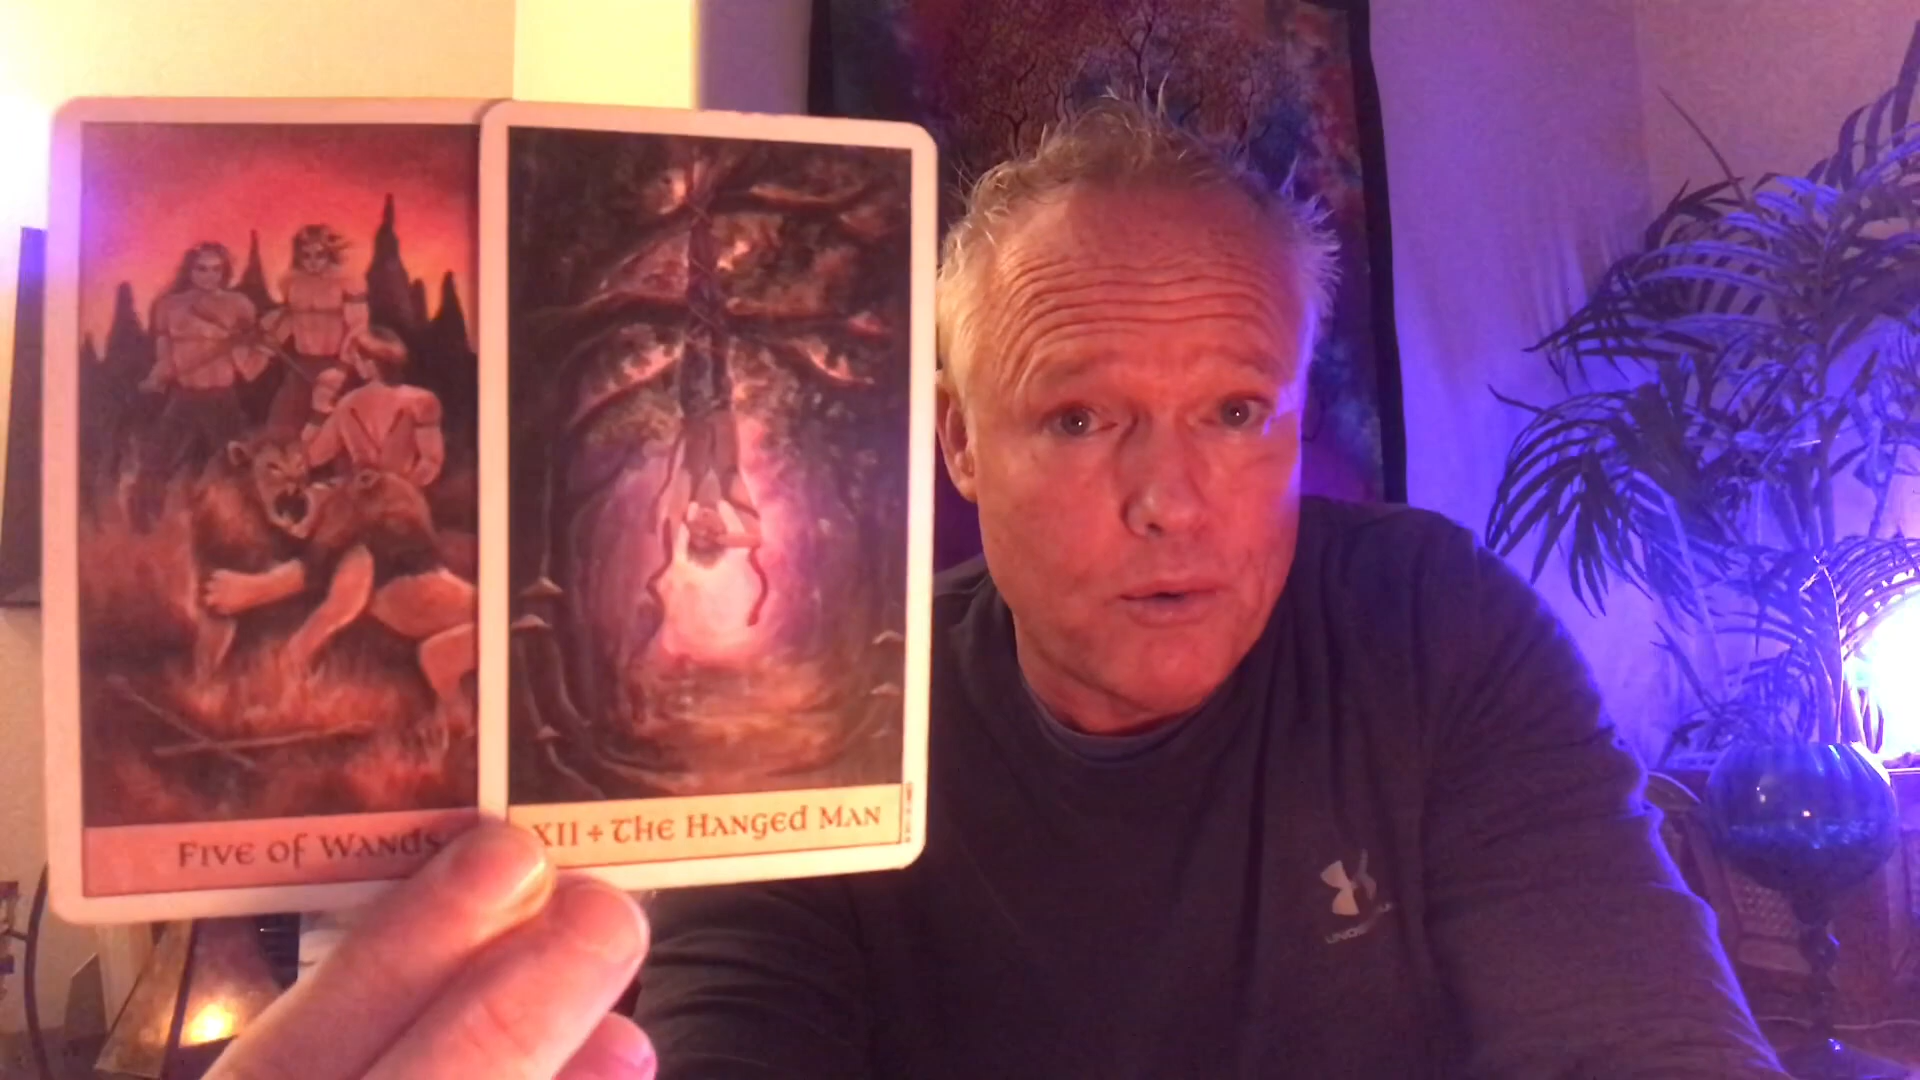 Five of Wands
XII + The Hanged Man